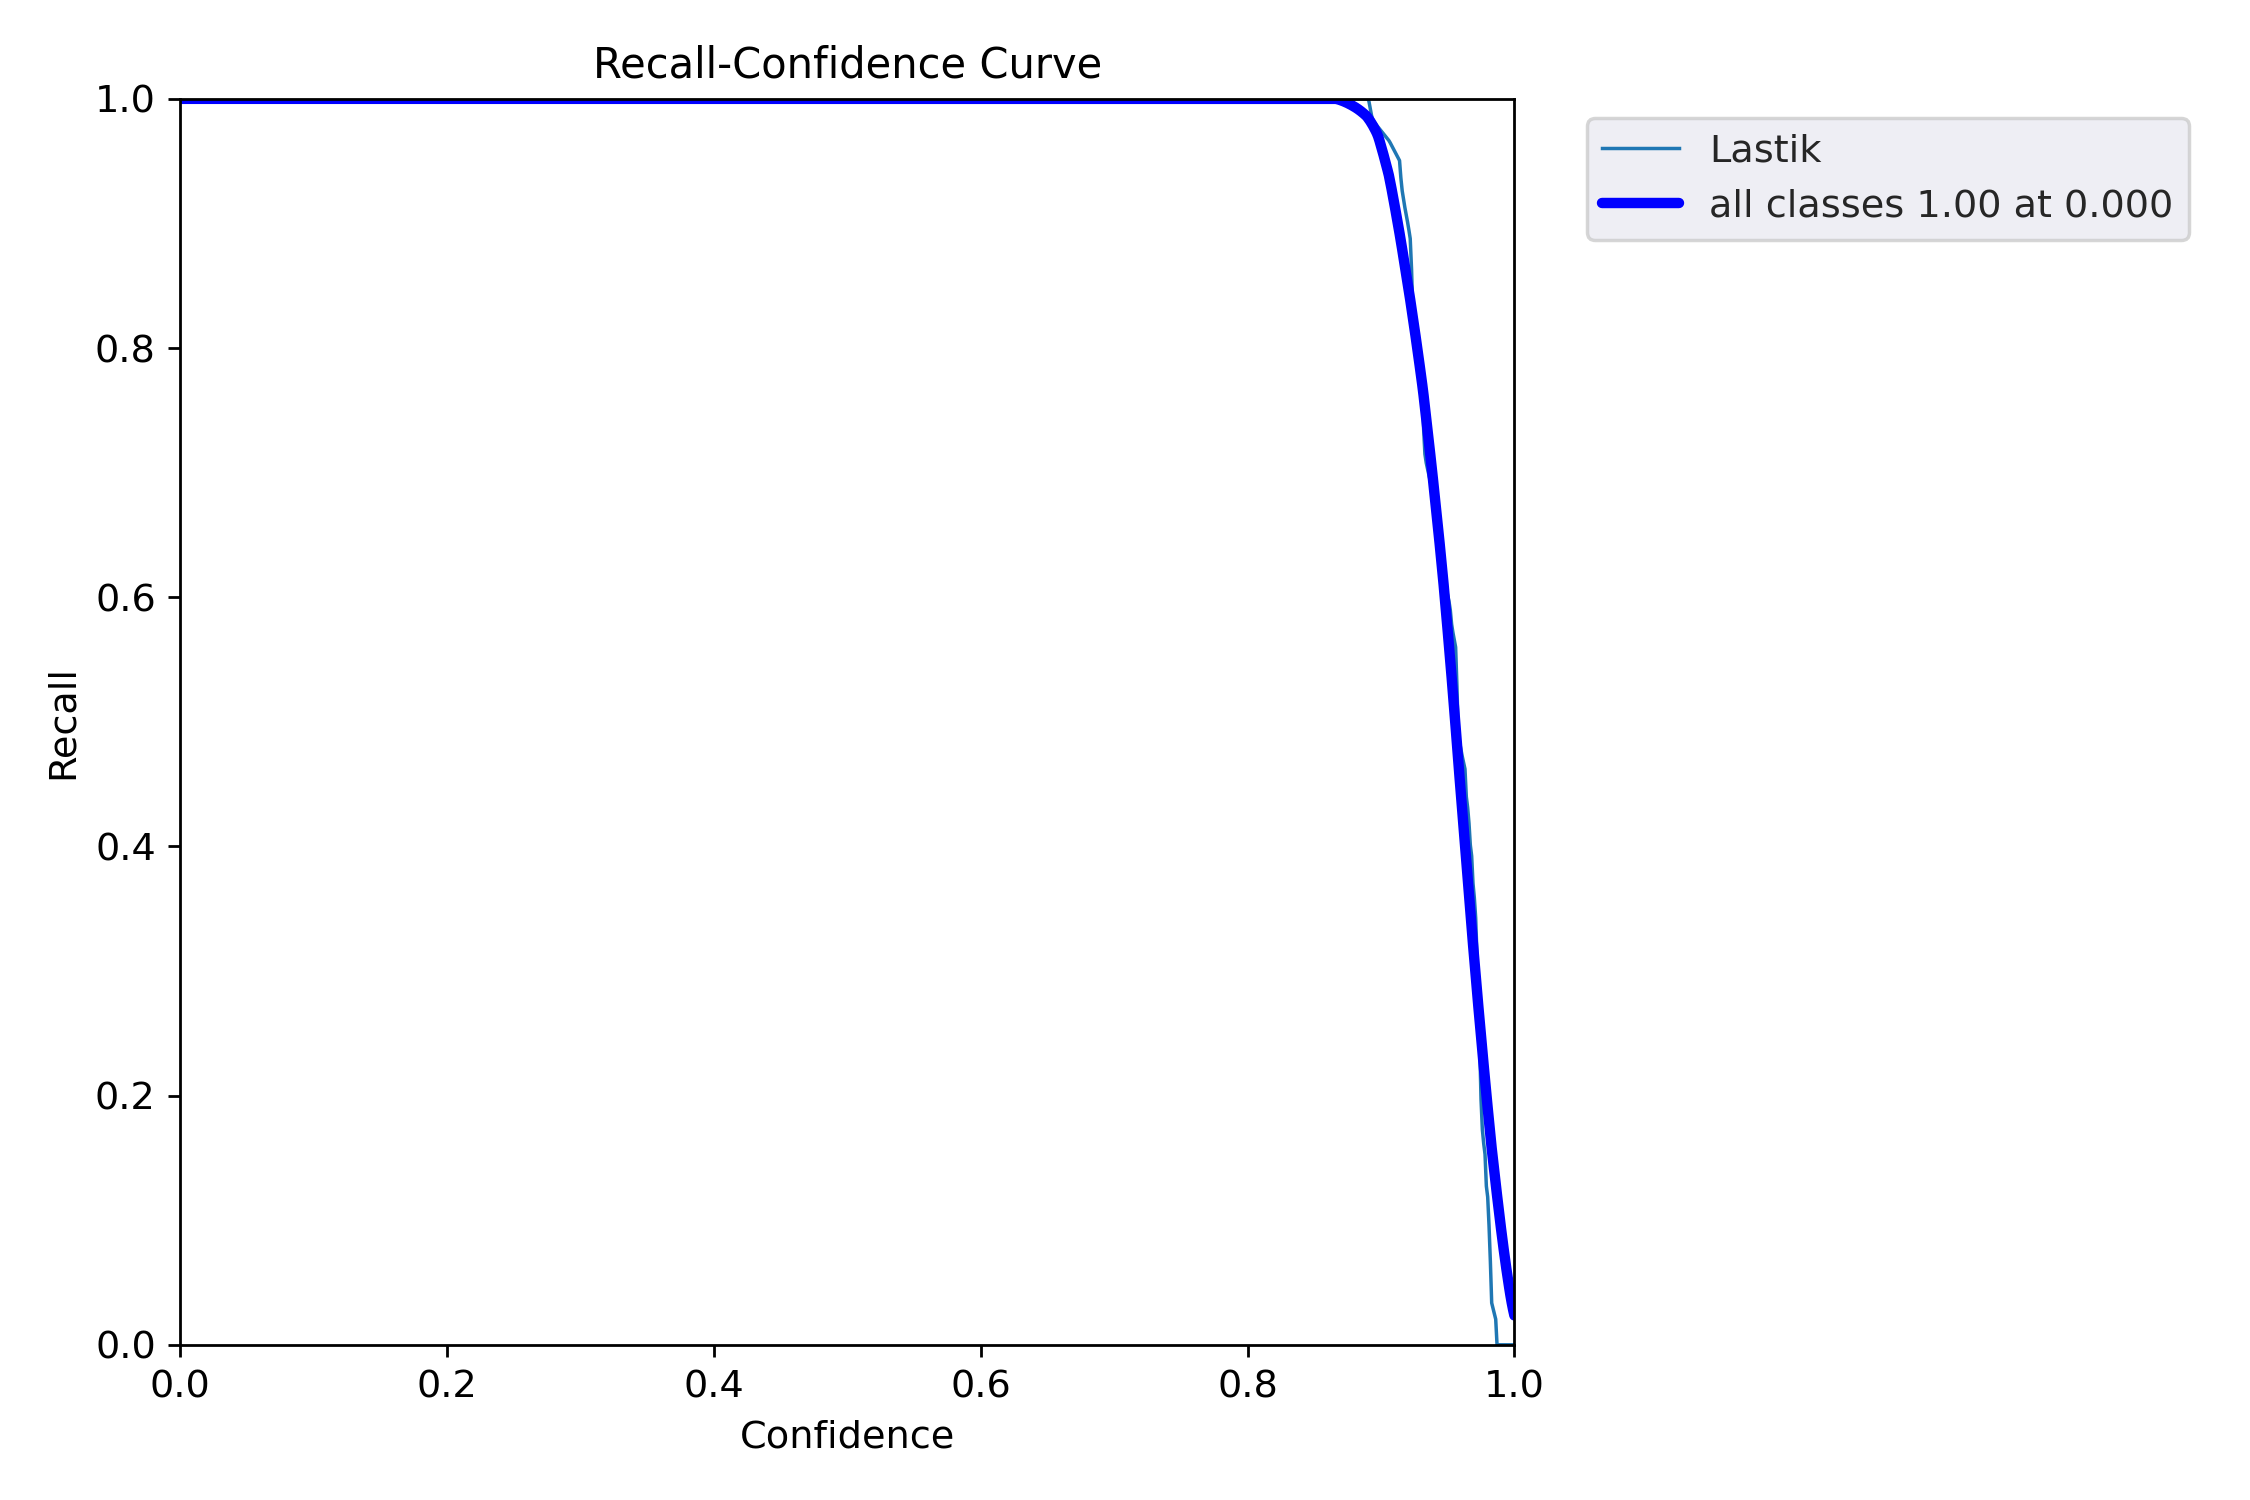 Recall-Confidence Curve
1.0
0.8
0.6
0.4
0.2
0.0
Recall
0.0 0.2 0.4 0.6 0.8 1.0
Confidence
Lastik
all classes 1.00 at 0.000